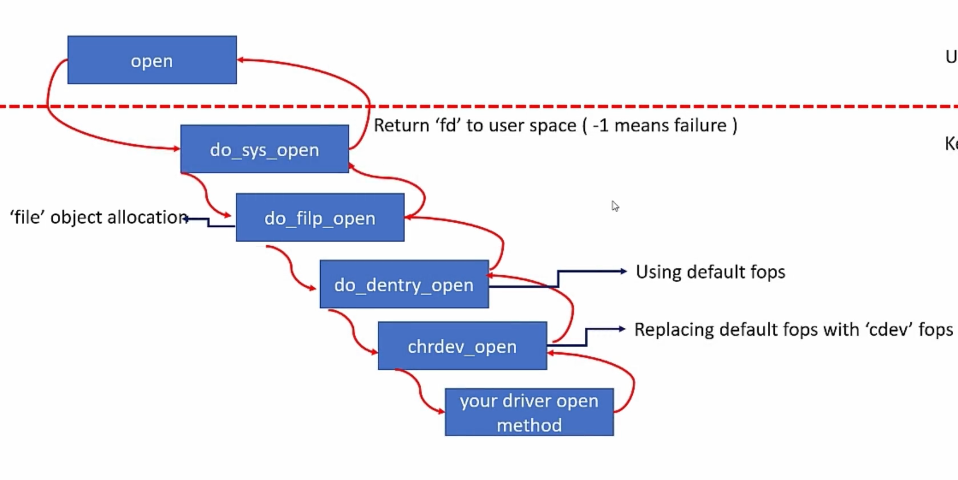 open
U
Return ‘fd’ to user space ( -1 means failure )
Ke
do_sys_open
‘file’ object allocation
do_filp_open
do_dentry_open
Using default fops
chrdev_open
Replacing default fops with ‘cdev’ fops
your driver open
method